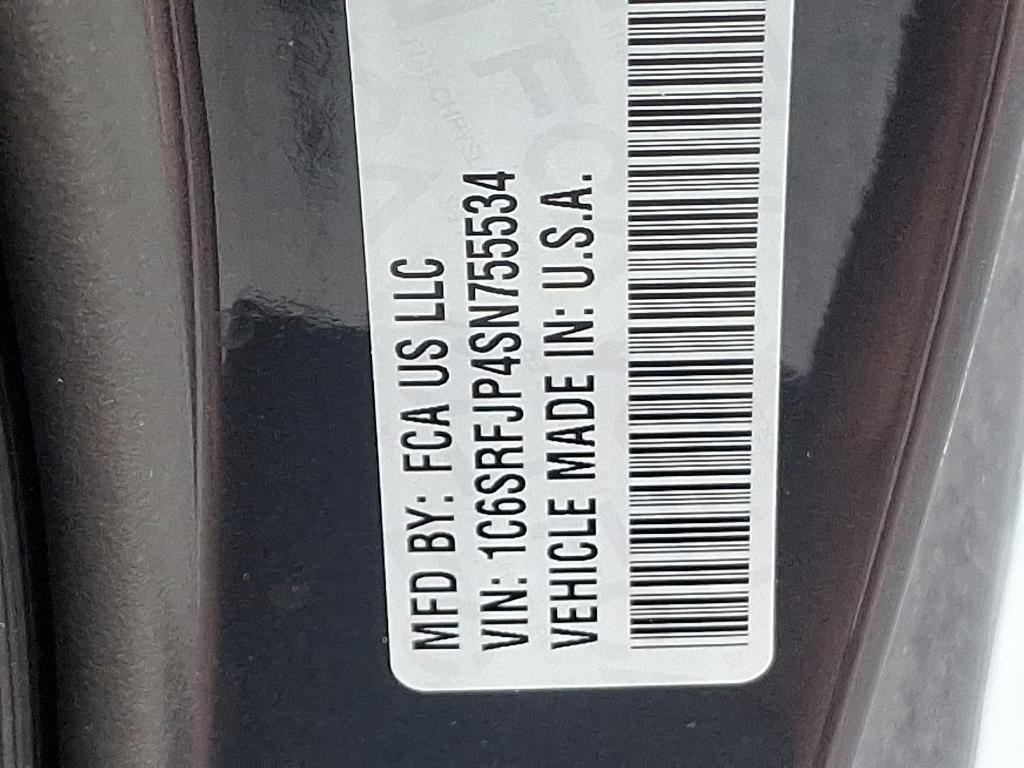 MFD BY: FCA US LLC
VIN: 1C6SRFJP4SN755534
VEHICLE MADE IN: U.S.A.